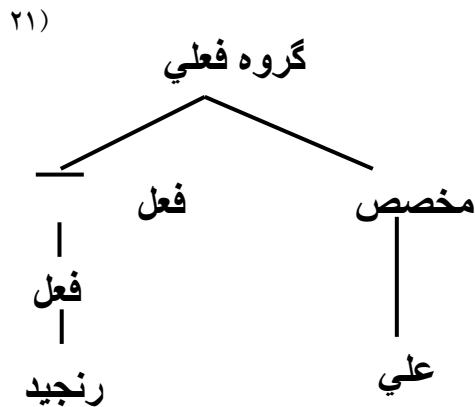 ۲۱)
گروه فعلي
مخصص فعل
فعل
علي رنجيد